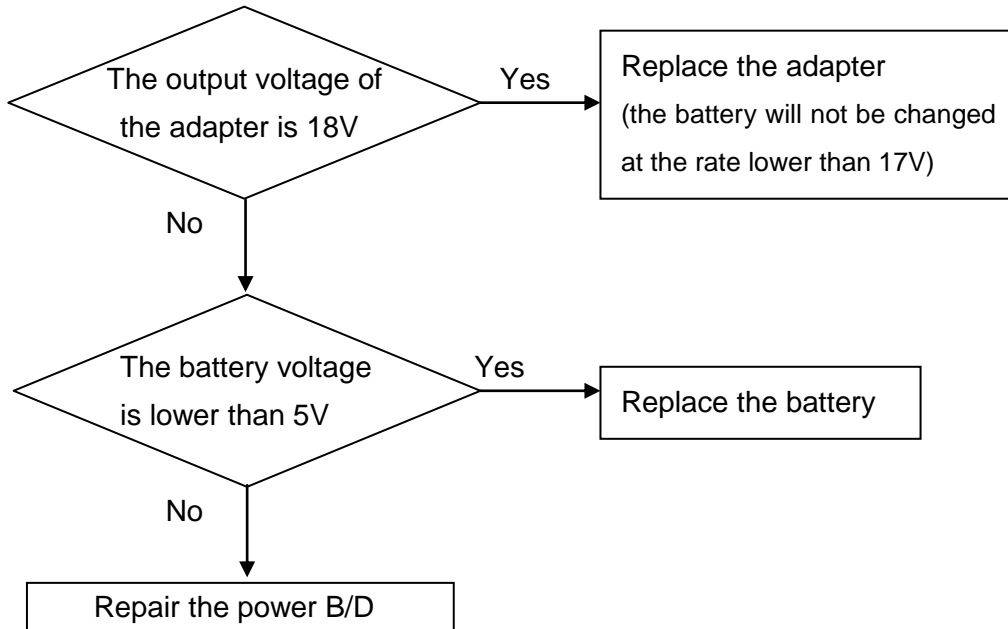 The output voltage of
the adapter is 18V
Yes
Replace the adapter
(the battery will not be changed
at the rate lower than 17V)
No
The battery voltage
is lower than 5V
Yes
Replace the battery
No
Repair the power B/D